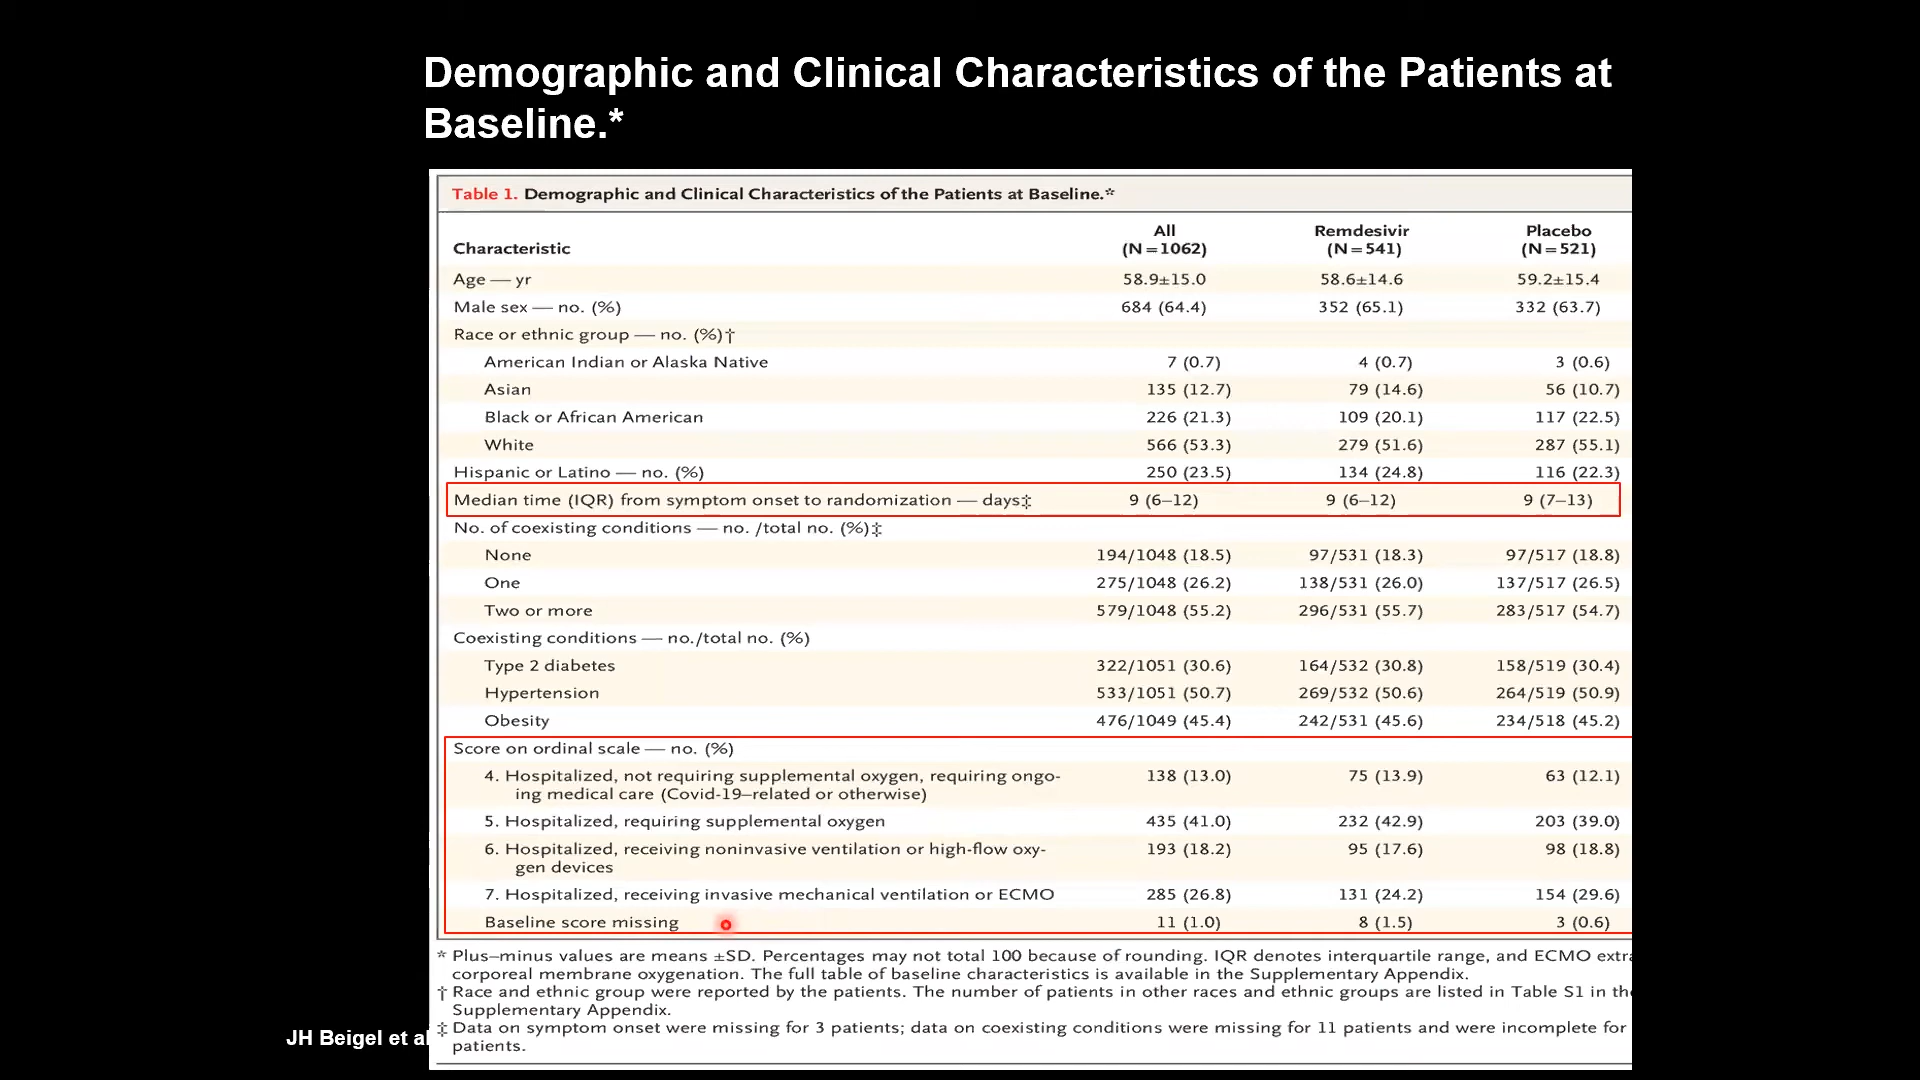 Demographic and Clinical Characteristics of the Patients at
Baseline.*
Table 1. Demographic and Clinical Characteristics of the Patients at Baseline.*
Characteristic All (N=1062) Remdesivir (N=541) Placebo (N=521)
Age — yr 58.9±15.0 58.6±14.6 59.2±15.4
Male sex — no. (%) 684 (64.4) 352 (65.1) 332 (63.7)
Race or ethnic group — no. (%)†
American Indian or Alaska Native 7 (0.7) 4 (0.7) 3 (0.6)
Asian 135 (12.7) 79 (14.6) 56 (10.7)
Black or African American 226 (21.3) 109 (20.1) 117 (22.5)
White 566 (53.3) 279 (51.6) 287 (55.1)
Hispanic or Latino — no. (%) 250 (23.5) 134 (24.8) 116 (22.3)
Median time (IQR) from symptom onset to randomization — days‡ 9 (6–12) 9 (6–12) 9 (7–13)
No. of coexisting conditions — no. /total no. (%)‡
None 194/1048 (18.5) 97/531 (18.3) 97/517 (18.8)
One 275/1048 (26.2) 138/531 (26.0) 137/517 (26.5)
Two or more 579/1048 (55.2) 296/531 (55.7) 283/517 (54.7)
Coexisting conditions — no./total no. (%)
Type 2 diabetes 322/1051 (30.6) 164/532 (30.8) 158/519 (30.4)
Hypertension 533/1051 (50.7) 269/532 (50.6) 264/519 (50.9)
Obesity 476/1049 (45.4) 242/531 (45.6) 234/518 (45.2)
Score on ordinal scale — no. (%)
4. Hospitalized, not requiring supplemental oxygen, requiring ongo- 138 (13.0) 75 (13.9) 63 (12.1)
ing medical care (Covid-19–related or otherwise)
5. Hospitalized, requiring supplemental oxygen 435 (41.0) 232 (42.9) 203 (39.0)
6. Hospitalized, receiving noninvasive ventilation or high-flow oxy- 193 (18.2) 95 (17.6) 98 (18.8)
gen devices
7. Hospitalized, receiving invasive mechanical ventilation or ECMO 285 (26.8) 131 (24.2) 154 (29.6)
Baseline score missing 11 (1.0) 8 (1.5) 3 (0.6)
* Plus–minus values are means ±SD. Percentages may not total 100 because of rounding. IQR denotes interquartile range, and ECMO extra
corporeal membrane oxygenation. The full table of baseline characteristics is available in the Supplementary Appendix.
† Race and ethnic group were reported by the patients. The number of patients in other races and ethnic groups are listed in Table S1 in the
Supplementary Appendix.
‡ Data on symptom onset were missing for 3 patients; data on coexisting conditions were missing for 11 patients and were incomplete for
patients.
JH Beigel et al